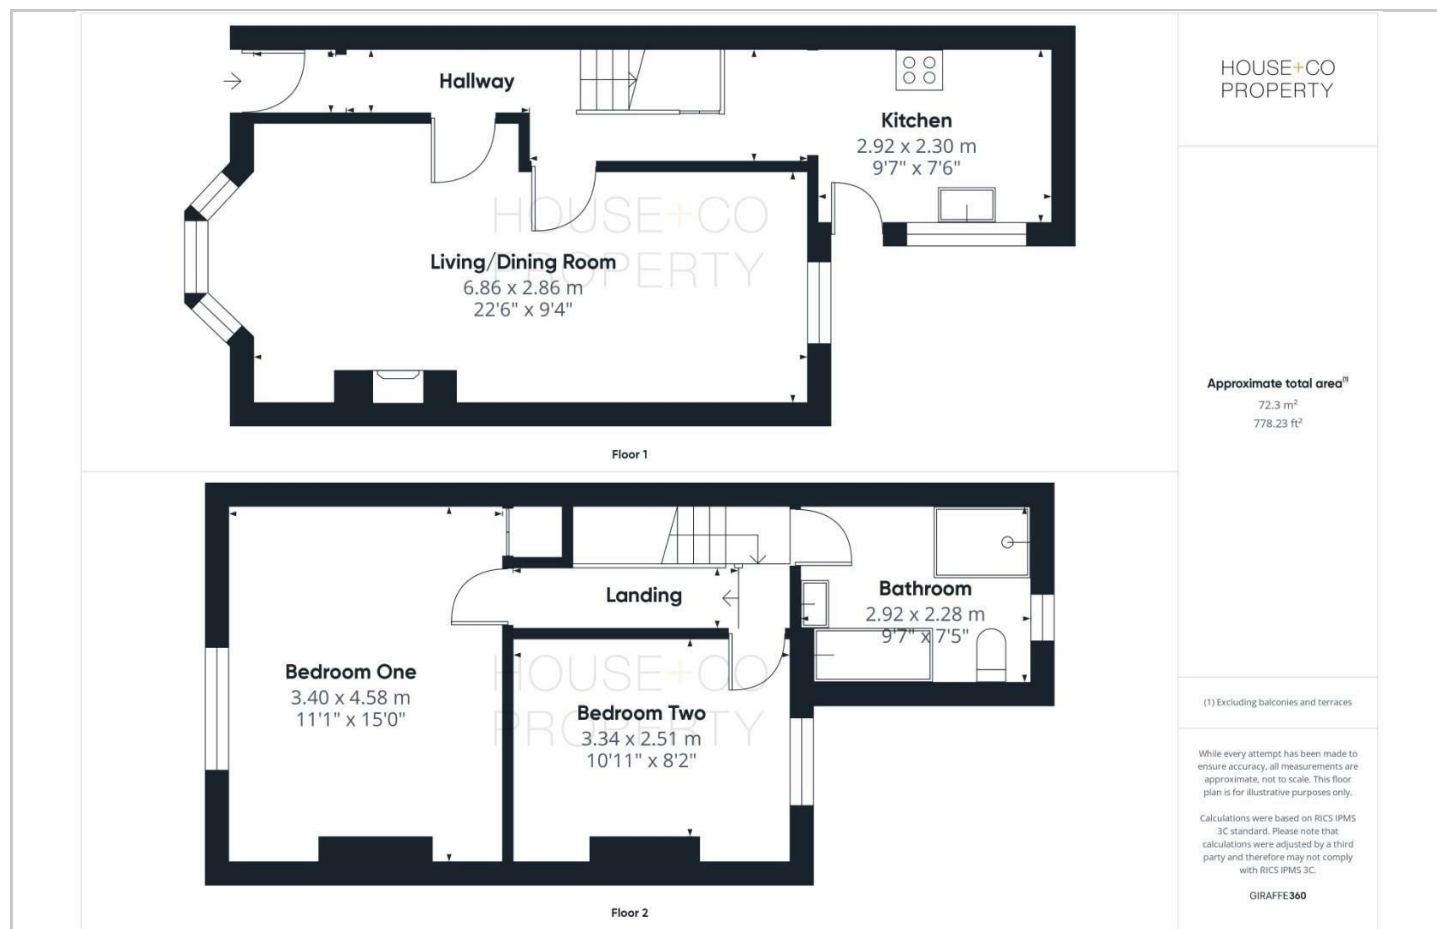 Hallway
Kitchen
2.92 x 2.30 m
9'7" x 7'6"
HOUSE+CO
PROPERTY
Living/Dining Room
6.86 x 2.86 m
22'6" x 9'4"
Floor 1
Landing
Bathroom
2.92 x 2.28 m
9'7" x 7'5"
Bedroom One
3.40 x 4.58 m
11'1" x 15'0"
HOUSE+CO
PROPERTY
Bedroom Two
3.34 x 2.51 m
10'11" x 8'2"
Floor 2
HOUSE+CO
PROPERTY
Approximate total area⁽¹⁾
72.3 m²
778.23 ft²
(1) Excluding balconies and terraces
While every attempt has been made to
ensure accuracy, all measurements are
approximate, not to scale. This floor
plan is for illustrative purposes only.
Calculations were based on RICS IPMS
3C standard. Please note that
calculations were adjusted by a third
party and therefore may not comply
with RICS IPMS 3C.
GIRAFFE360